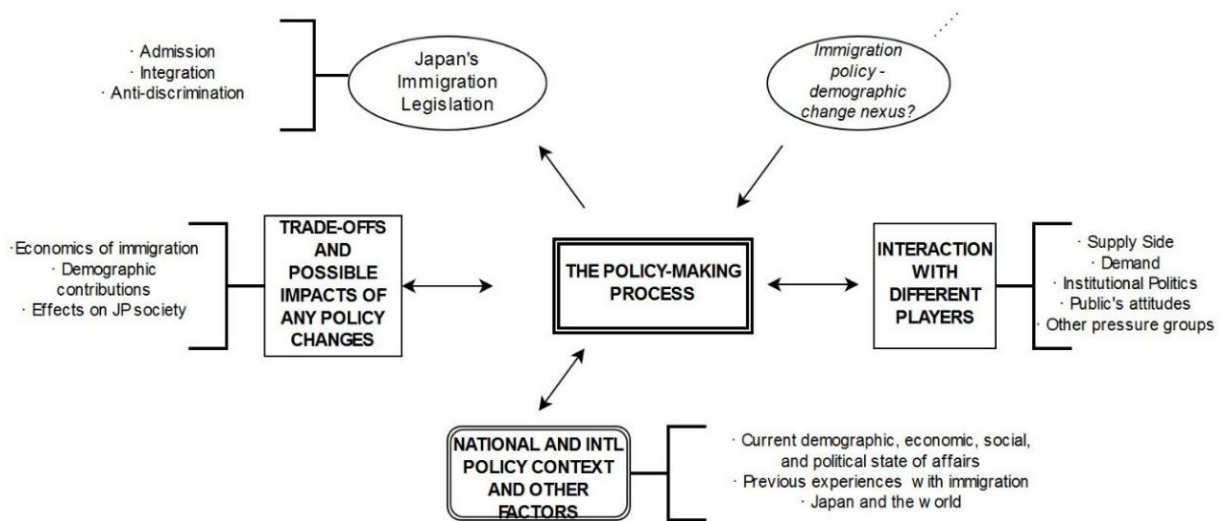 · Admission
· Integration
· Anti-discrimination
Japan's
Immigration
Legislation
Immigration
policy -
demographic
change nexus?
·Economics of immigration
· Demographic
contributions
· Effects on JP society
TRADE-OFFS
AND
POSSIBLE
IMPACTS OF
ANY POLICY
CHANGES
THE POLICY-MAKING
PROCESS
INTERACTION
WITH
DIFFERENT
PLAYERS
· Supply Side
· Demand
· Institutional Politics
· Public's attitudes
· Other pressure groups
NATIONAL AND INTL
POLICY CONTEXT
AND OTHER
FACTORS
· Current demographic, economic, social,
and political state of affairs
· Previous experiences with immigration
· Japan and the world